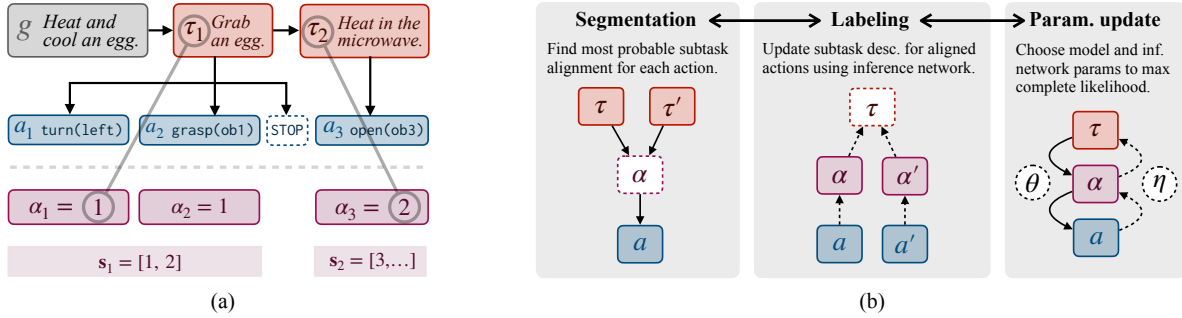 g Heat and
cool an egg.
τ1 Grab
an egg.
τ2 Heat in the
microwave.
a1 turn(left)
a2 grasp(ob1)
STOP
a3 open(ob3)
α1 = 1
α2 = 1
α3 = 2
s1 = [1, 2]
s2 = [3,…]
(a)
Segmentation
Find most probable subtask
alignment for each action.
τ τ′
α
a
Labeling
Update subtask desc. for aligned
actions using inference network.
τ
α α′
a a′
Param. update
Choose model and inf.
network params to max
complete likelihood.
τ
θ α η
a
(b)